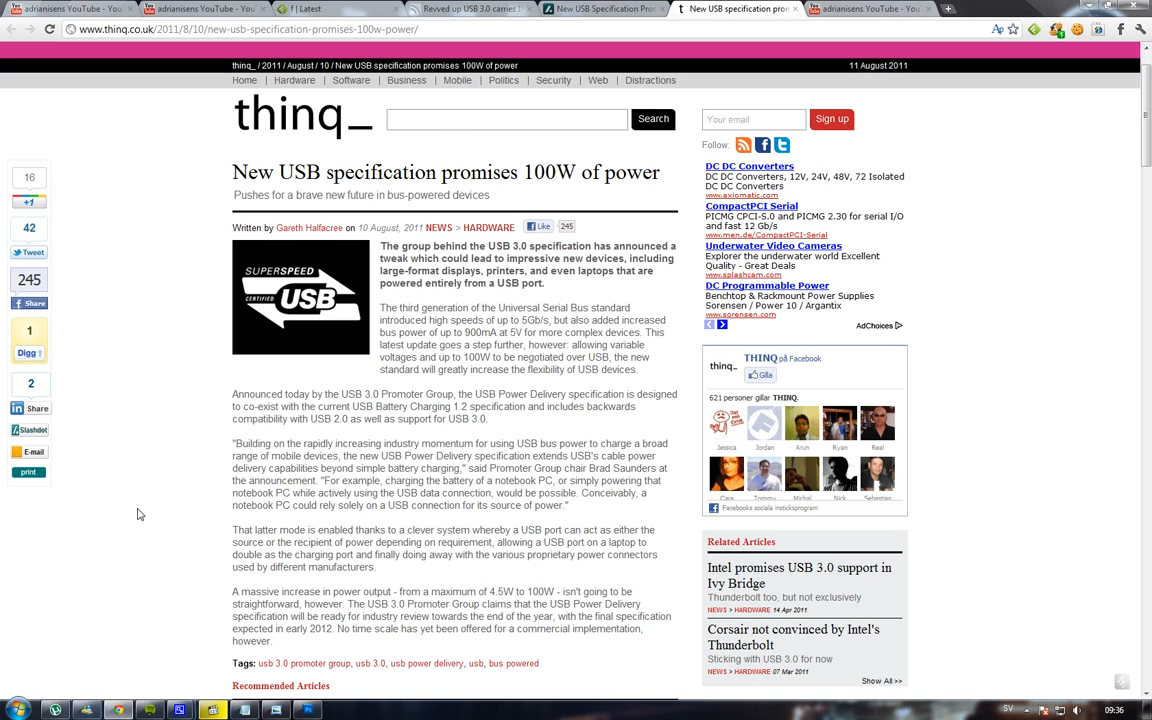 adrianisens YouTube - You
adrianisens YouTube - You
f | Latest
Revved up USB 3.0 carries 1
New USB Specification Pro
New USB specification prom
adrianisens YouTube - You
www.thinq.co.uk/2011/8/10/new-usb-specification-promises-100w-power/
thinq_ / 2011 / August / 10 / New USB specification promises 100W of power
11 August 2011
Home | Hardware | Software | Business | Mobile | Politics | Security | Web | Distractions
thinq_
Search
Your email
Sign up
Follow:
New USB specification promises 100W of power
Pushes for a brave new future in bus-powered devices
Written by Gareth Halfacree on 10 August, 2011 NEWS > HARDWARE
Like 245
SUPERSPEED
CERTIFIED USB
The group behind the USB 3.0 specification has announced a
tweak which could lead to impressive new devices, including
large-format displays, printers, and even laptops that are
powered entirely from a USB port.
The third generation of the Universal Serial Bus standard
introduced high speeds of up to 5Gb/s, but also added increased
bus power of up to 900mA at 5V for more complex devices. This
latest update goes a step further, however: allowing variable
voltages and up to 100W to be negotiated over USB, the new
standard will greatly increase the flexibility of USB devices.
Announced today by the USB 3.0 Promoter Group, the USB Power Delivery specification is designed
to co-exist with the current USB Battery Charging 1.2 specification and includes backwards
compatibility with USB 2.0 as well as support for USB 3.0.
"Building on the rapidly increasing industry momentum for using USB bus power to charge a broad
range of mobile devices, the new USB Power Delivery specification extends USB's cable power
delivery capabilities beyond simple battery charging," said Promoter Group chair Brad Saunders at
the announcement. "For example, charging the battery of a notebook PC, or simply powering that
notebook PC while actively using the USB data connection, would be possible. Conceivably, a
notebook PC could rely solely on a USB connection for its source of power."
That latter mode is enabled thanks to a clever system whereby a USB port can act as either the
source or the recipient of power depending on requirement, allowing a USB port on a laptop to
double as the charging port and finally doing away with the various proprietary power connectors
used by different manufacturers.
A massive increase in power output - from a maximum of 4.5W to 100W - isn't going to be
straightforward, however. The USB 3.0 Promoter Group claims that the USB Power Delivery
specification will be ready for industry review towards the end of the year, with the final specification
expected in early 2012. No time scale has yet been offered for a commercial implementation,
however.
Tags: usb 3.0 promoter group, usb 3.0, usb power delivery, usb, bus powered
Recommended Articles
16
+1
42
Tweet
245
Share
1
Digg
2
Share
Slashdot
E-mail
print
DC DC Converters
DC DC Converters, 12V, 24V, 48V, 72 Isolated
DC DC Converters
www.axiomatic.com
CompactPCI Serial
PICMG CPCI-S.0 and PICMG 2.30 for serial I/O
and fast 12 Gb/s
www.men.de/CompactPCI-Serial
Underwater Video Cameras
Explorer the underwater world Excellent
Quality - Great Deals
www.splashcam.com
DC Programmable Power
Benchtop & Rackmount Power Supplies
Sorensen / Power 10 / Argantix
www.sorensen.com
AdChoices
thinq_
THINQ på Facebook
Gilla
621 personer gillar THINQ.
Jessica Jordan Arun Ryan Real
Cara Tommy Michal Nick Sebastian
Facebooks sociala insticksprogram
Related Articles
Intel promises USB 3.0 support in
Ivy Bridge
Thunderbolt too, but not exclusively
NEWS > HARDWARE 14 Apr 2011
Corsair not convinced by Intel's
Thunderbolt
Sticking with USB 3.0 for now
NEWS > HARDWARE 07 Mar 2011
Show All >>
SV
09:36